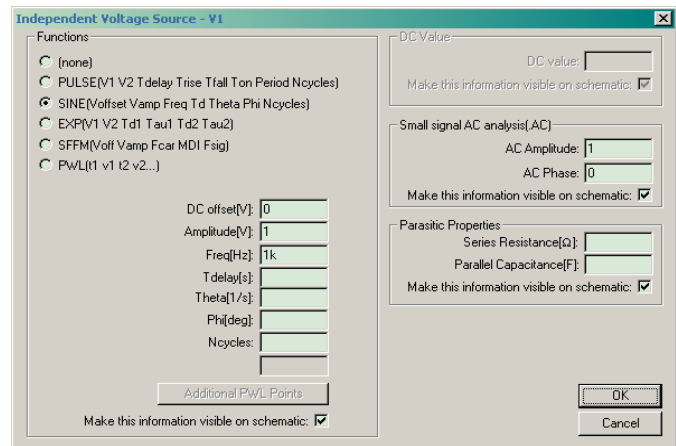 Independent Voltage Source - V1
Functions
(none)
PULSE(V1 V2 Tdelay Trise Tfall Ton Period Ncycles)
SINE(Voffset Vamp Freq Td Theta Phi Ncycles)
EXP(V1 V2 Td1 Tau1 Td2 Tau2)
SFFM(Voff Vamp Fcar MDI Fsig)
PWL(t1 v1 t2 v2...)
DC offset[V]: 0
Amplitude[V]: 1
Freq[Hz]: 1k
Tdelay[s]:
Theta[1/s]:
Phi[deg]:
Ncycles:
Additional PWL Points
Make this information visible on schematic:
DC Value
DC value:
Make this information visible on schematic:
Small signal AC analysis(.AC)
AC Amplitude: 1
AC Phase: 0
Make this information visible on schematic:
Parasitic Properties
Series Resistance[Ω]:
Parallel Capacitance[F]:
Make this information visible on schematic:
OK
Cancel